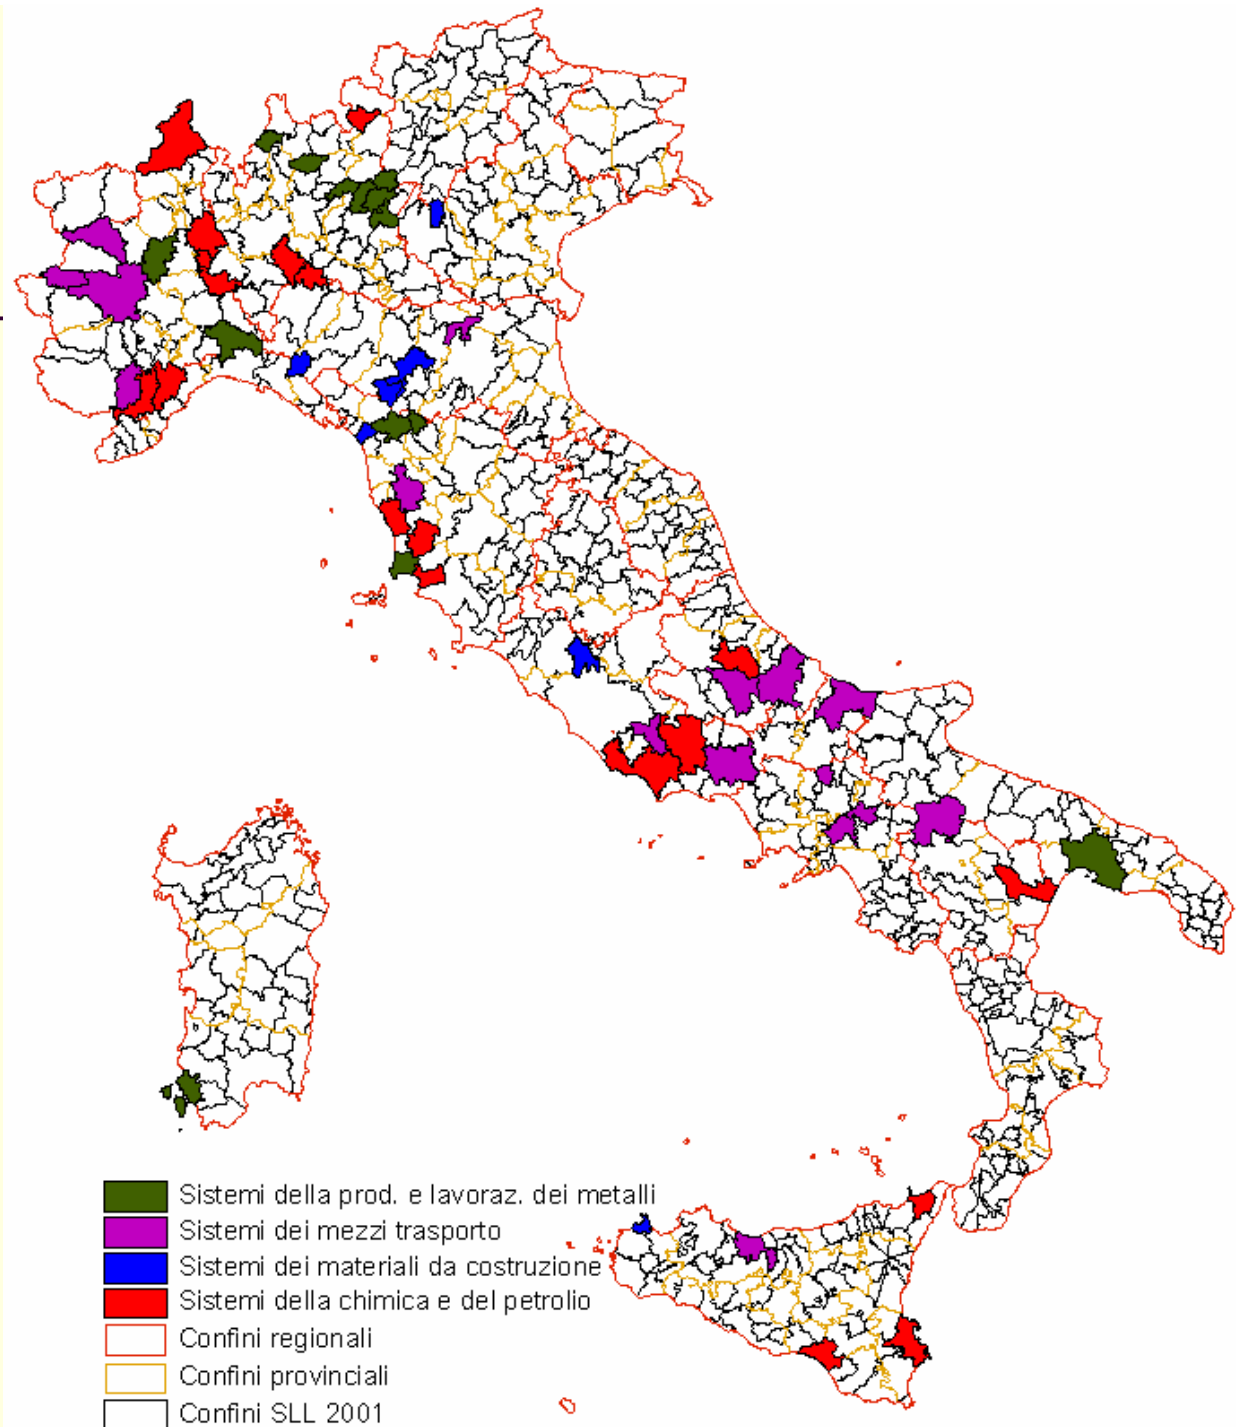 Sistemi della prod. e lavoraz. dei metalli
Sistemi dei mezzi trasporto
Sistemi dei materiali da costruzione
Sistemi della chimica e del petrolio
Confini regionali
Confini provinciali
Confini SLL 2001